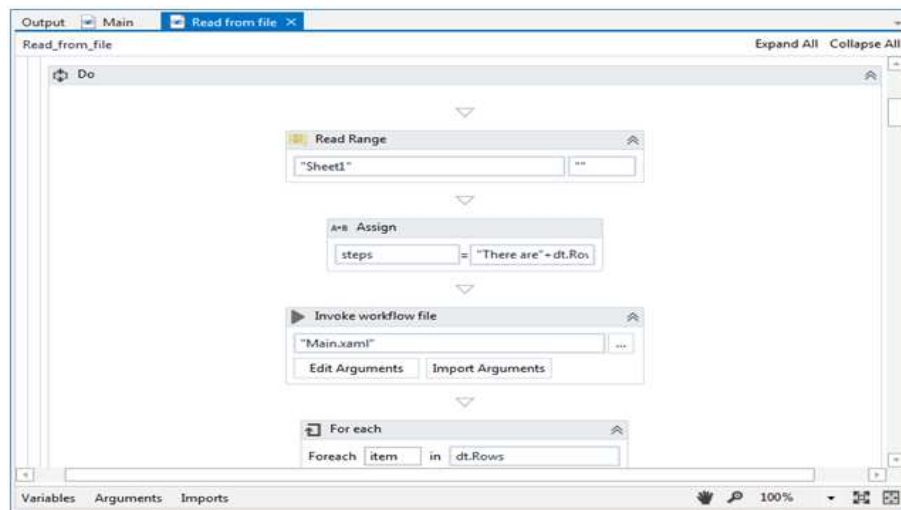 Output Main Read from file ×
Read_from_file Expand All Collapse All
Do
Read Range
"Sheet1" ""
A+B Assign
steps = "There are"+dt.Rov
Invoke workflow file
"Main.xaml" ...
Edit Arguments Import Arguments
For each
Foreach item in dt.Rows
Variables Arguments Imports 100%